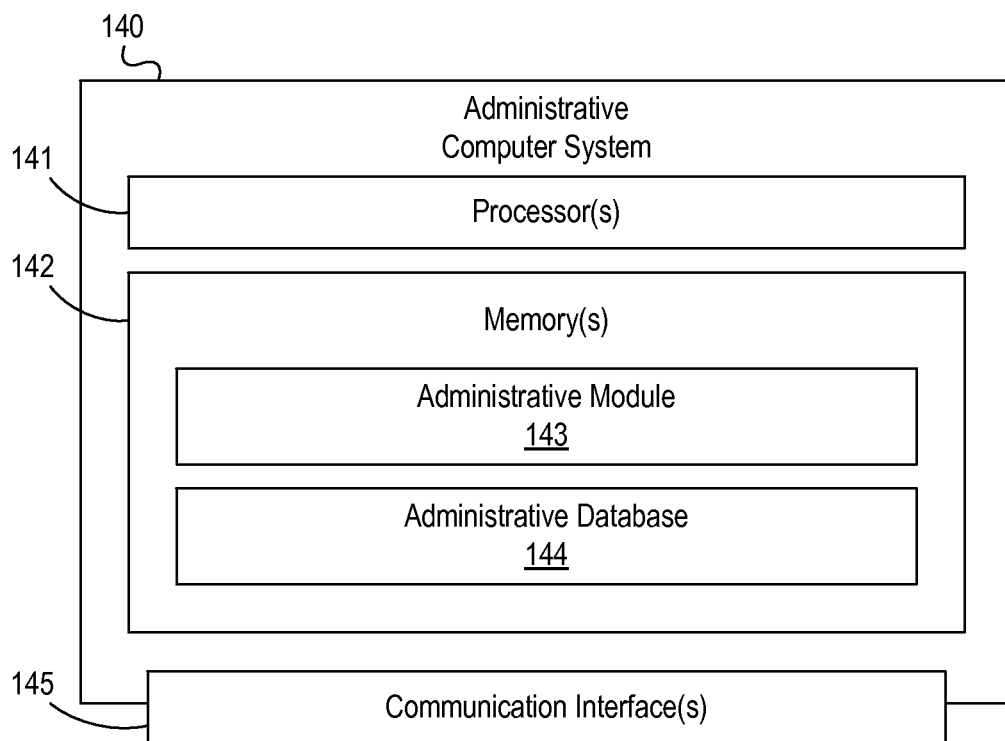 140
Administrative
Computer System
141
Processor(s)
142
Memory(s)
Administrative Module
143
Administrative Database
144
145
Communication Interface(s)